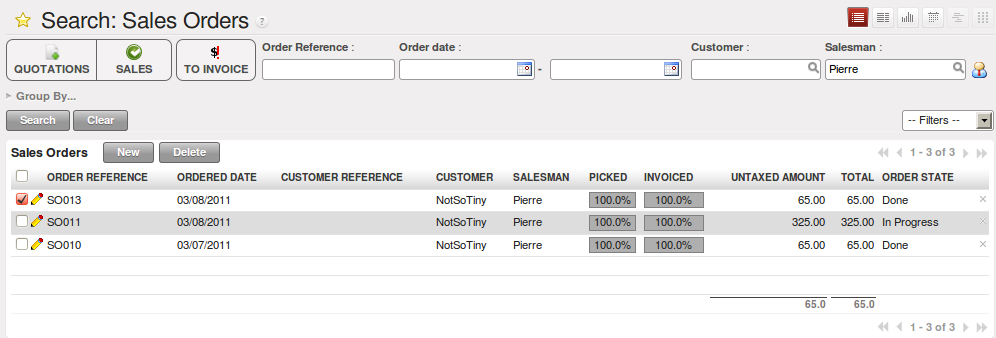 Search: Sales Orders ?
Order Reference : Order date : Customer : Salesman :
QUOTATIONS SALES TO INVOICE - Pierre
Group By...
Search Clear -- Filters --
Sales Orders New Delete 1 - 3 of 3
ORDER REFERENCE ORDERED DATE CUSTOMER REFERENCE CUSTOMER SALESMAN PICKED INVOICED UNTAXED AMOUNT TOTAL ORDER STATE
SO013 03/08/2011 NotSoTiny Pierre 100.0% 100.0% 65.00 65.00 Done
SO011 03/08/2011 NotSoTiny Pierre 100.0% 100.0% 325.00 325.00 In Progress
SO010 03/07/2011 NotSoTiny Pierre 100.0% 100.0% 65.00 65.00 Done
65.0 65.0
1 - 3 of 3